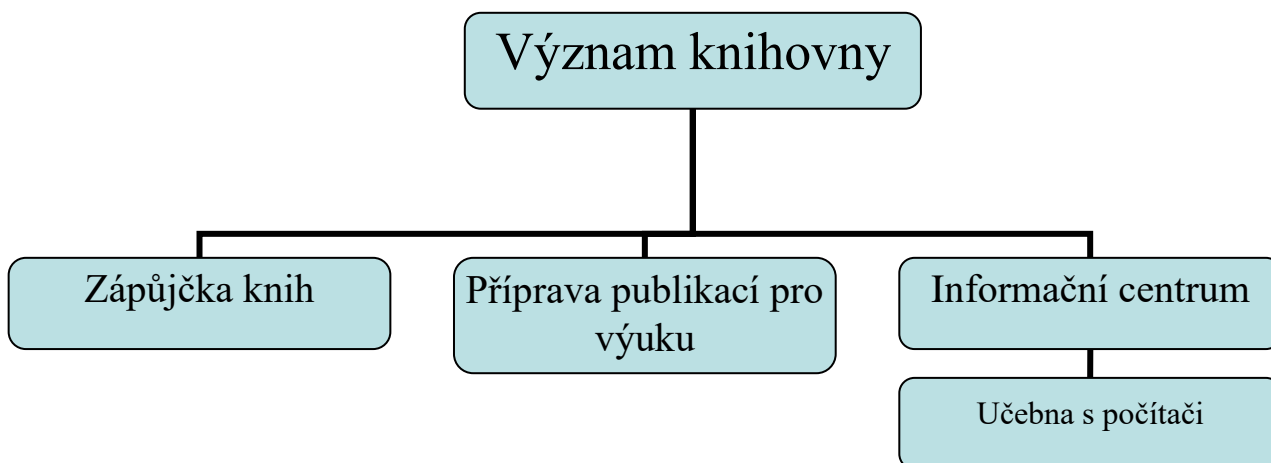 Význam knihovny
Zápůjčka knih
Příprava publikací pro
výuku
Informační centrum
Učebna s počítači